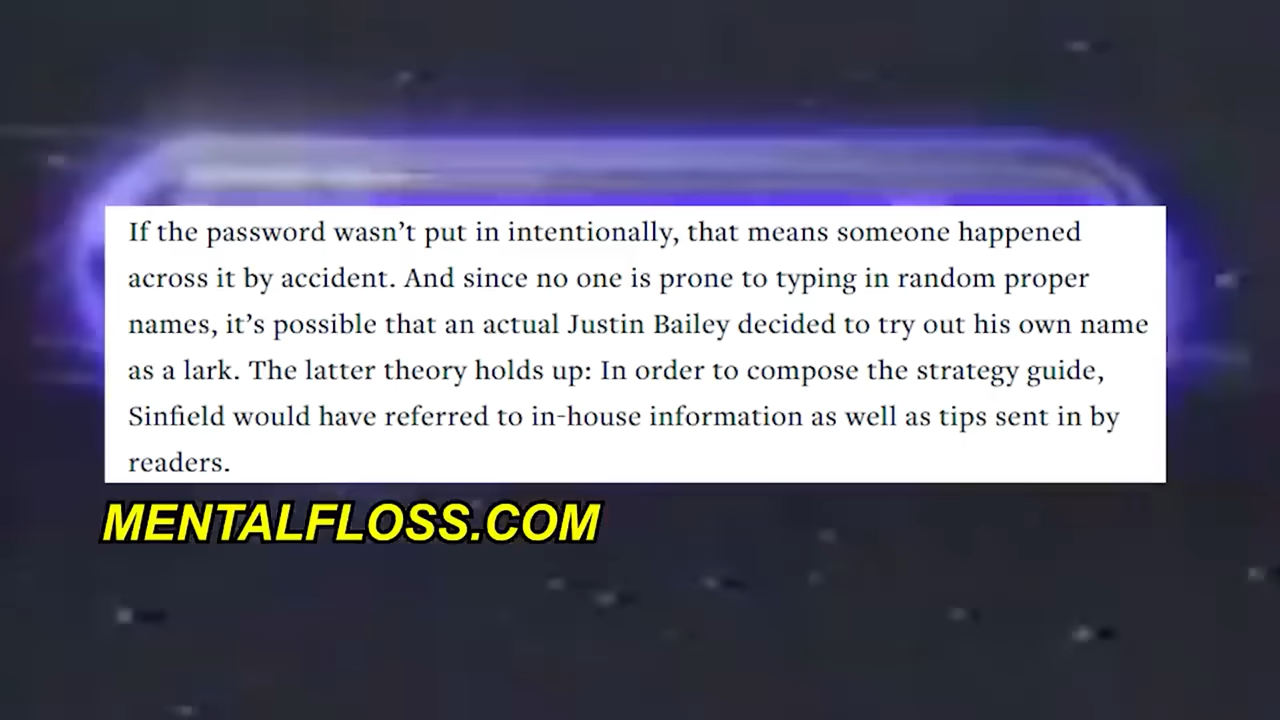 If the password wasn’t put in intentionally, that means someone happened
across it by accident. And since no one is prone to typing in random proper
names, it’s possible that an actual Justin Bailey decided to try out his own name
as a lark. The latter theory holds up: In order to compose the strategy guide,
Sinfield would have referred to in-house information as well as tips sent in by
readers.
MENTALFLOSS.COM